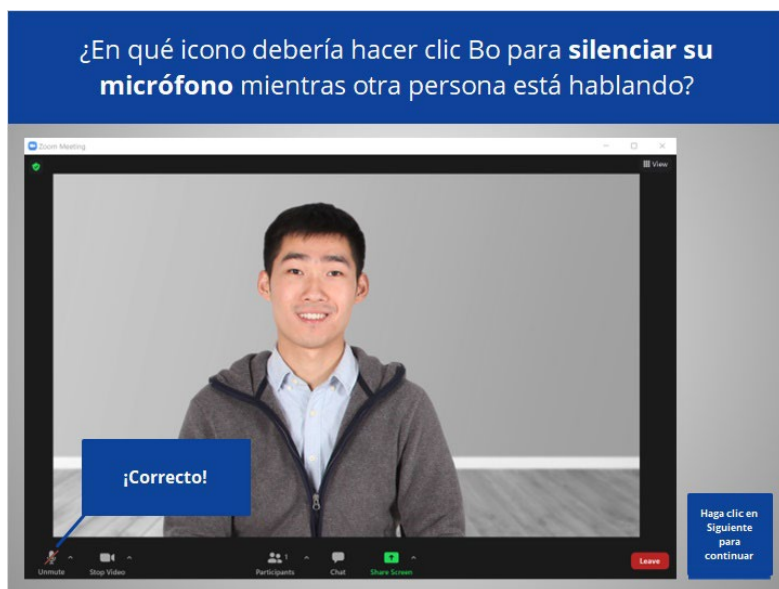 ¿En qué icono debería hacer clic Bo para silenciar su
micrófono mientras otra persona está hablando?
Zoom Meeting
View
¡Correcto!
Haga clic en
Siguiente
para
continuar
Unmute
Stop Video
1
Participants
Chat
Share Screen
Leave